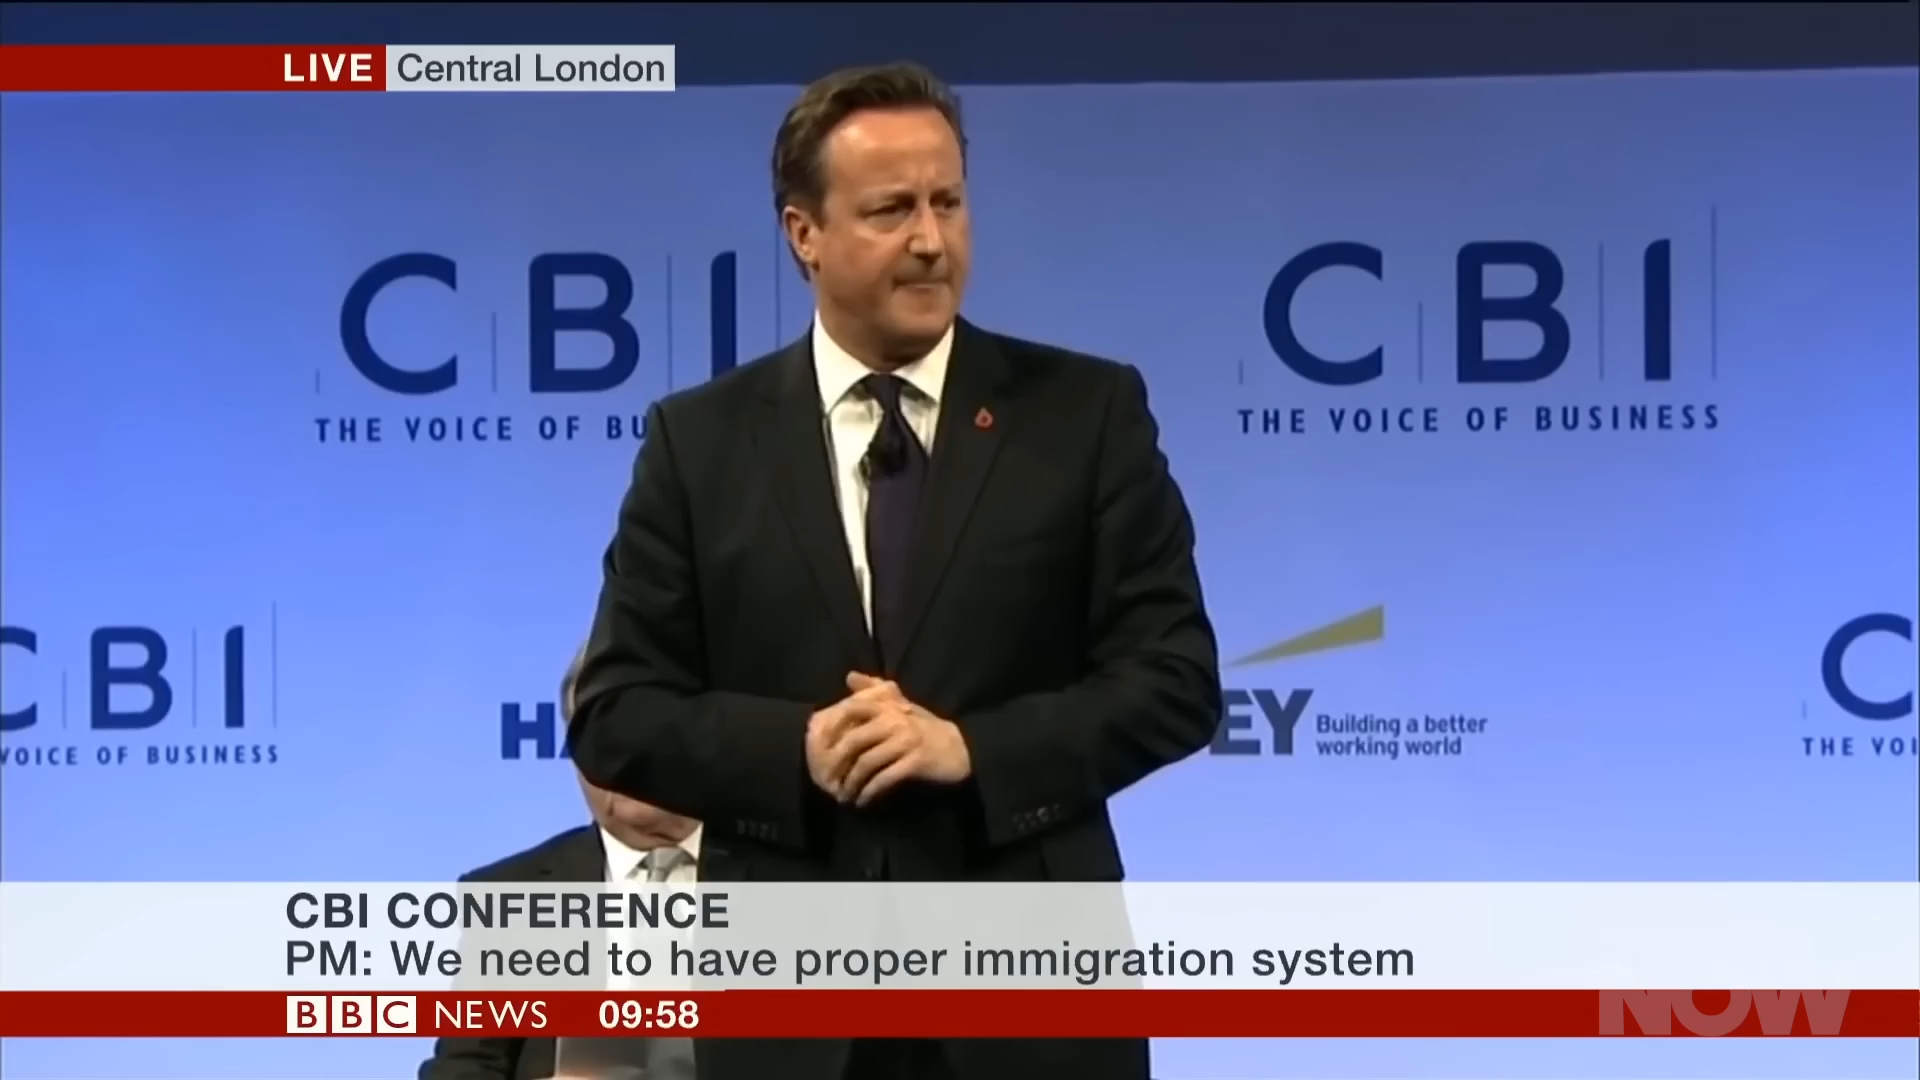 LIVE Central London
CBI
THE VOICE OF BU
CBI
THE VOICE OF BUSINESS
CBI
VOICE OF BUSINESS
H
EY Building a better
working world
C
THE VOI
CBI CONFERENCE
PM: We need to have proper immigration system
BBC NEWS 09:58
NOW